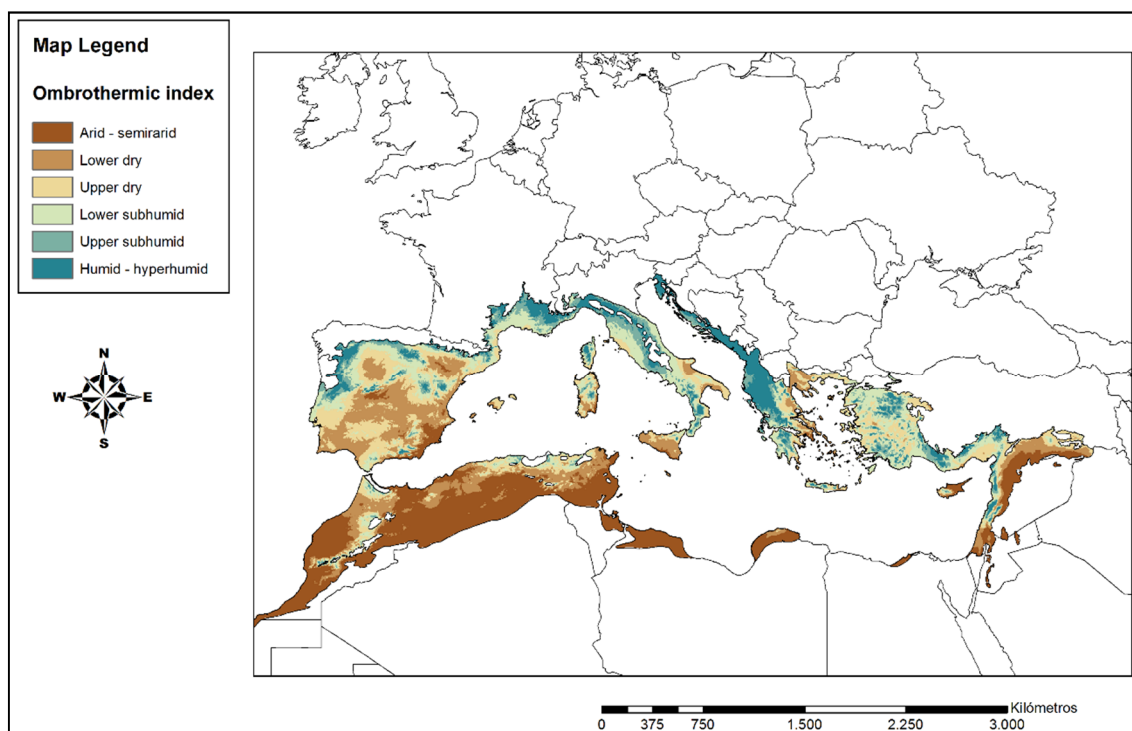 Map Legend
Ombrothermic index
Arid - semirarid
Lower dry
Upper dry
Lower subhumid
Upper subhumid
Humid - hyperhumid
N
W
E
S
Kilómetros
0
375
750
1.500
2.250
3.000